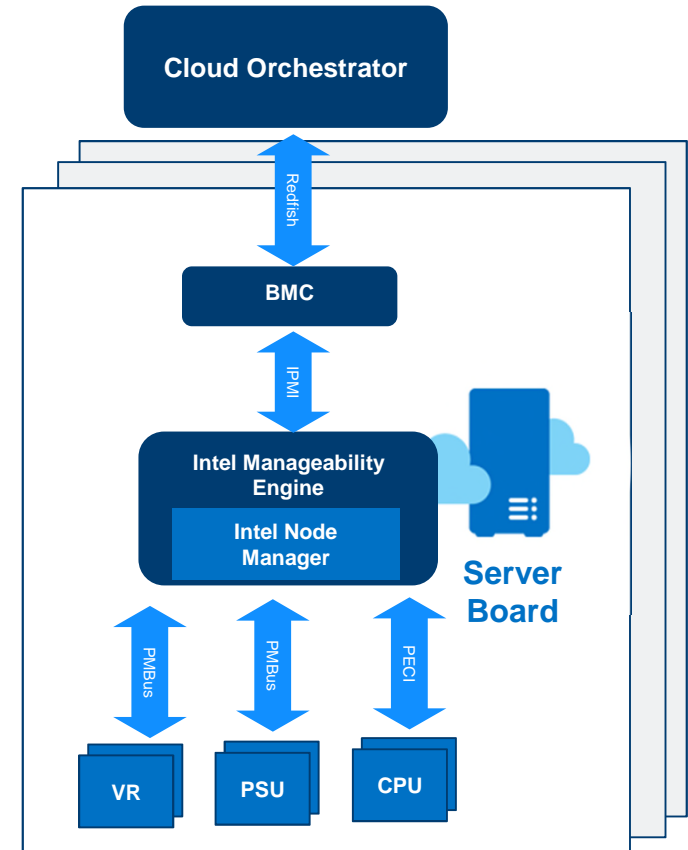 Cloud Orchestrator
Redfish
BMC
IPMI
Intel Manageability
Engine
Intel Node
Manager
Server
Board
PMBus
PMBus
PECI
VR
PSU
CPU